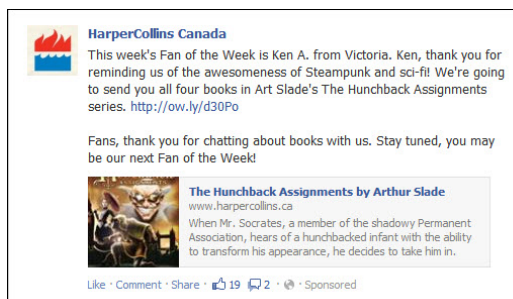 HarperCollins Canada
This week's Fan of the Week is Ken A. from Victoria. Ken, thank you for
reminding us of the awesomeness of Steampunk and sci-fi! We're going
to send you all four books in Art Slade's The Hunchback Assignments
series. http://ow.ly/d30Po
Fans, thank you for chatting about books with us. Stay tuned, you may
be our next Fan of the Week!
The Hunchback Assignments by Arthur Slade
www.harpercollins.ca
When Mr. Socrates, a member of the shadowy Permanent
Association, hears of a hunchbacked infant with the ability
to transform his appearance, he decides to take him in.
Like · Comment · Share · 19 2 · · Sponsored